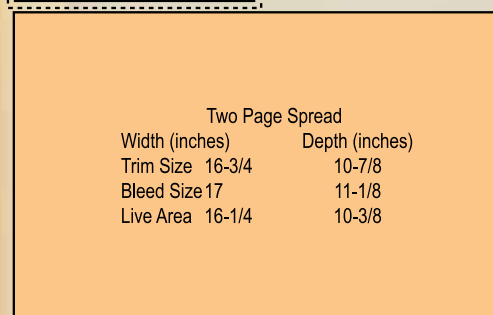 Two Page Spread
Width (inches) Depth (inches)
Trim Size 16-3/4 10-7/8
Bleed Size 17 11-1/8
Live Area 16-1/4 10-3/8